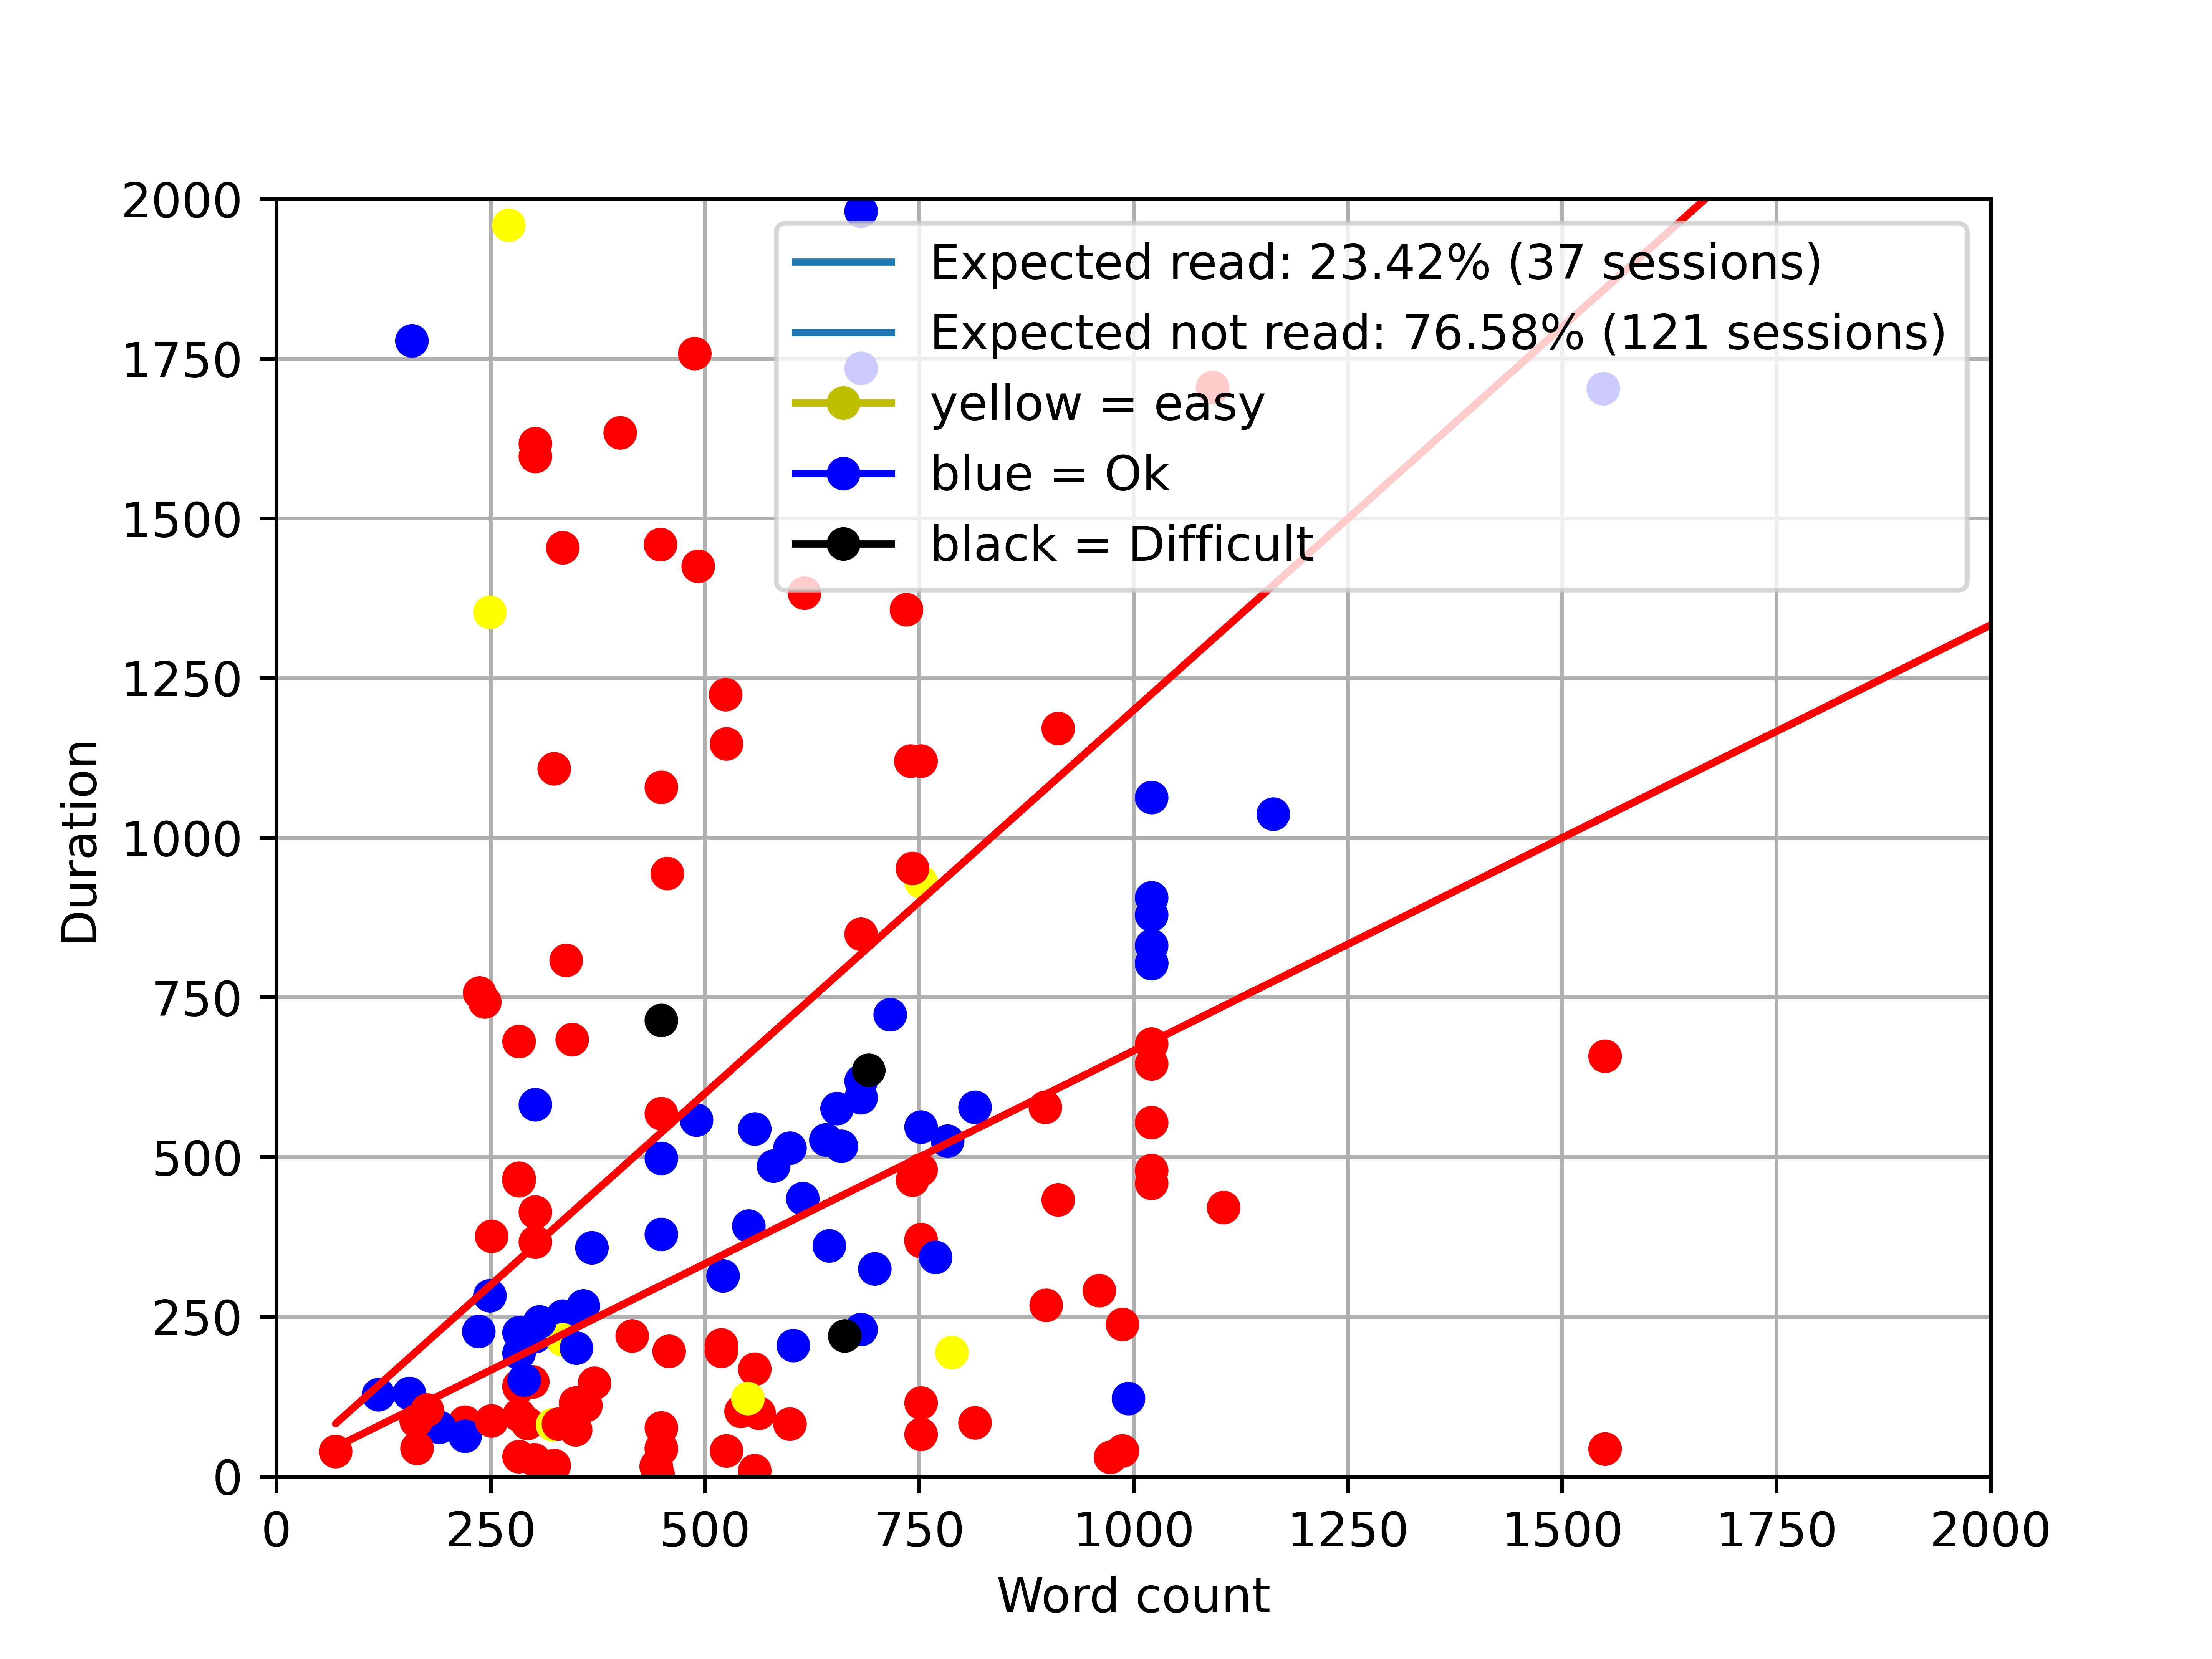 2000
1750
1500
1250
1000
750
500
250
0
Duration
Expected read: 23.42% (37 sessions)
Expected not read: 76.58% (121 sessions)
yellow = easy
blue = Ok
black = Difficult
0 250 500 750 1000 1250 1500 1750 2000
Word count